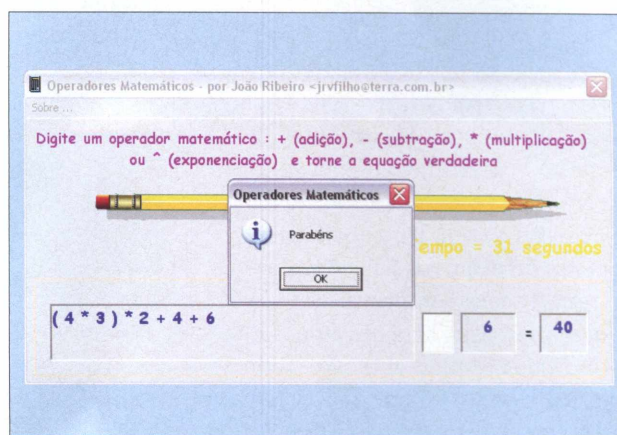 Operadores Matemáticos - por João Ribeiro <jrvfilho@terra.com.br>
Sobre ...
Digite um operador matemático : + (adição), - (subtração), * (multiplicação)
ou ^ (exponenciação) e torne a equação verdadeira
Operadores Matemáticos
Parabéns
empo = 31 segundos
OK
( 4 * 3 ) * 2 + 4 + 6
6 = 40